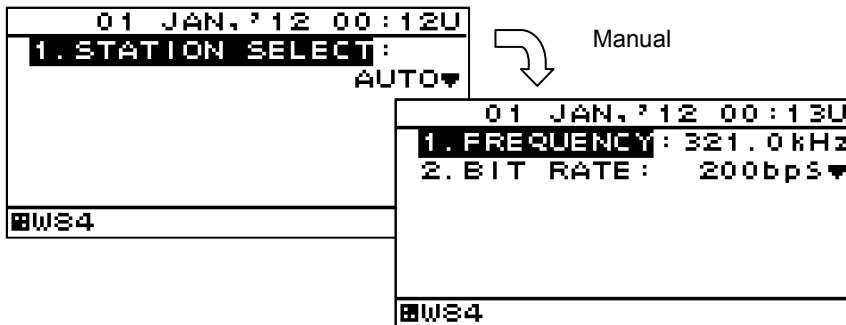 01 JAN,'12 00:12U
1.STATION SELECT:
AUTO▼
W84
Manual
01 JAN,'12 00:13U
1.FREQUENCY:321.0kHz
2.BIT RATE: 200bpS▼
W84